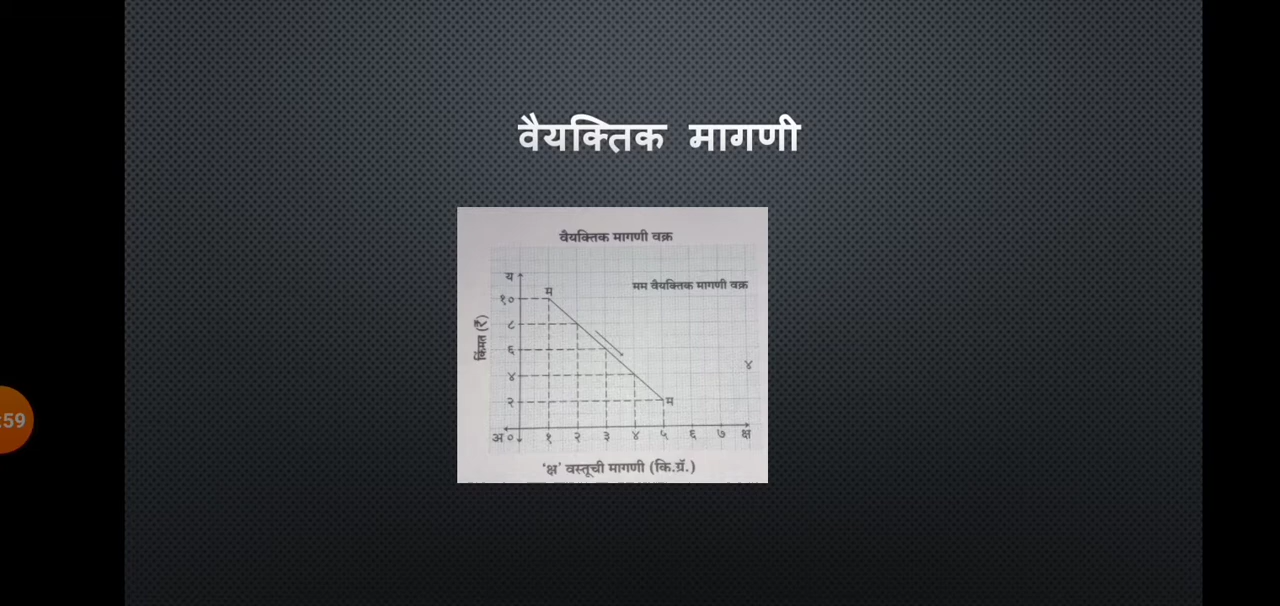 वैयक्तिक मागणी
वैयक्तिक मागणी वक्र
य
मम वैयक्तिक मागणी वक्र
म
१०
८
६
४
२
किंमत (₹)
४
म
अ ० १ २ ३ ४ ५ ६ ७ क्ष
'क्ष' वस्तूची मागणी (कि.ग्रॅ.)
:59